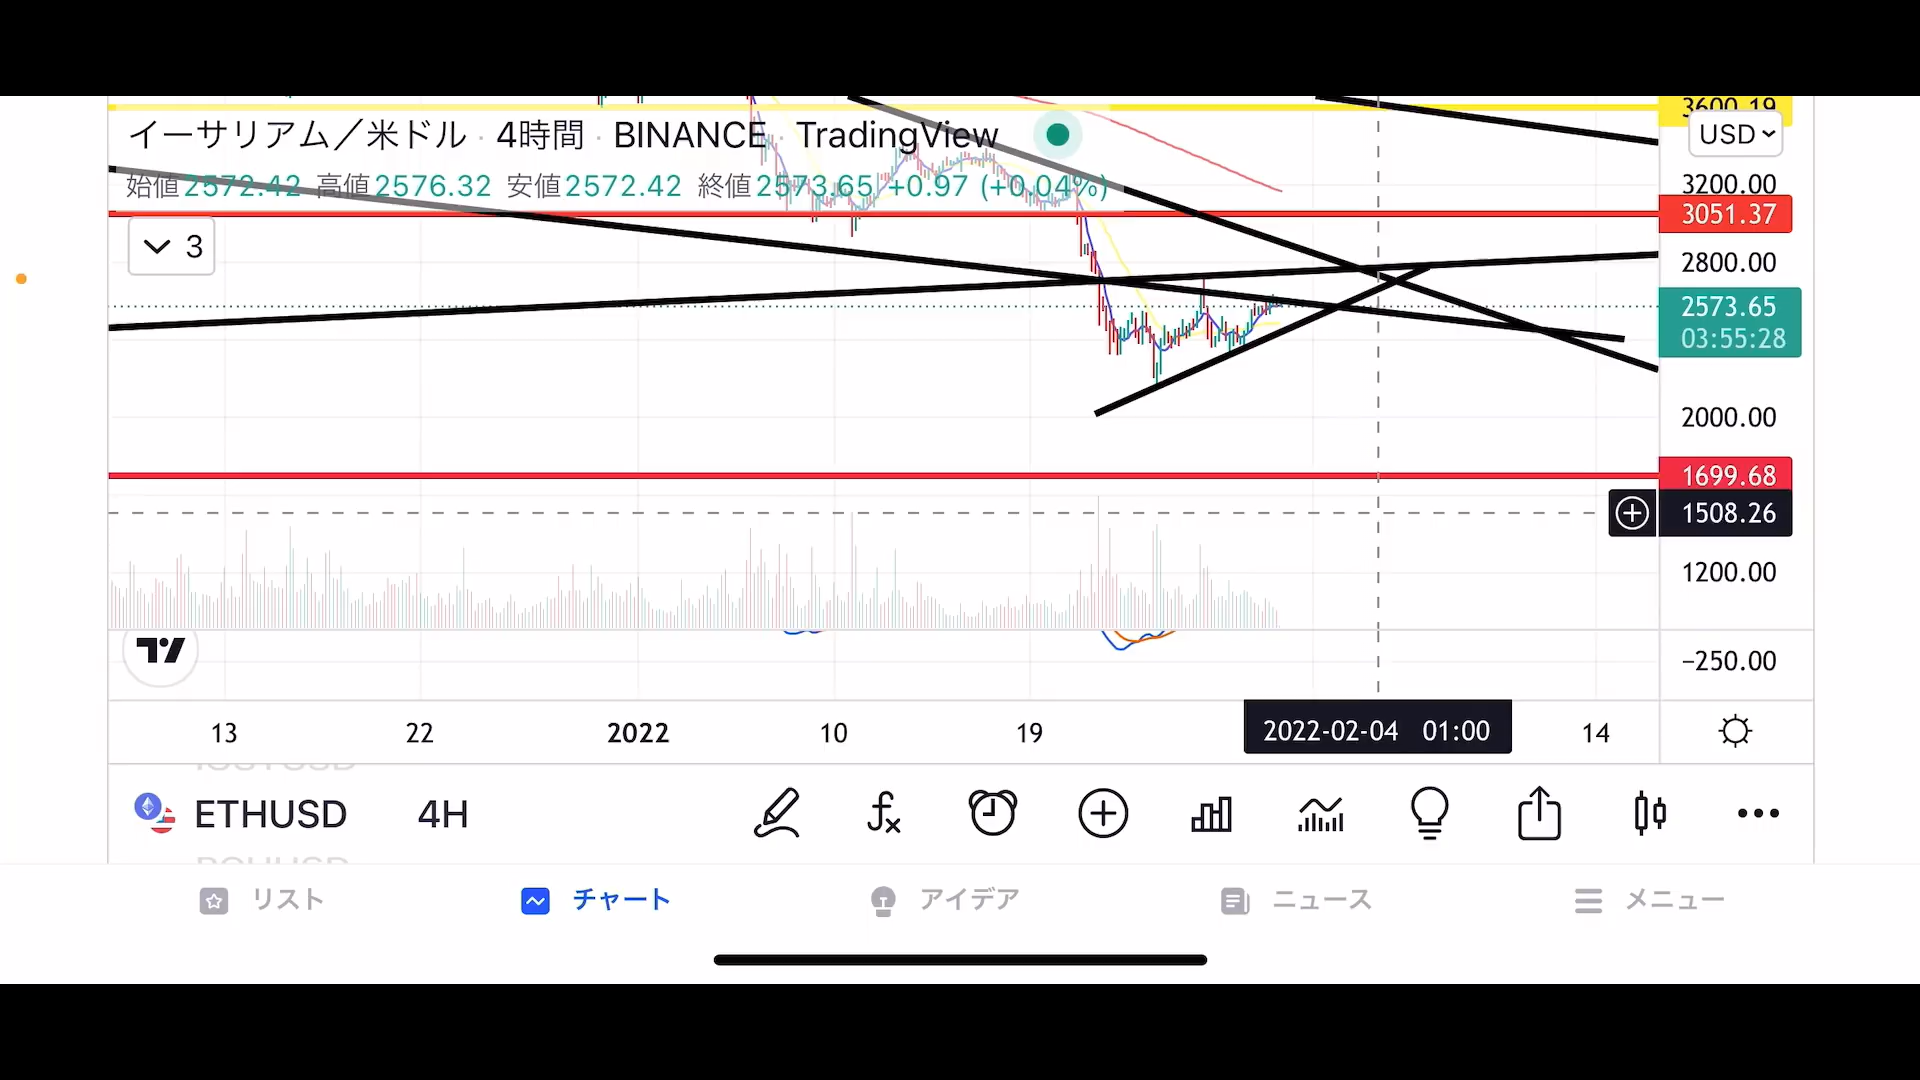 3600.19
イーサリアム／米ドル · 4時間 · BINANCE · TradingView
USD
始値2572.42 高値2576.32 安値2572.42 終値2573.65 +0.97 (+0.04%)
3200.00
3051.37
3
2800.00
2573.65
03:55:28
2000.00
1699.68
1508.26
1200.00
−250.00
13 22 2022 10 19 2022-02-04 01:00 14
ETHUSD 4H
リスト チャート アイデア ニュース メニュー